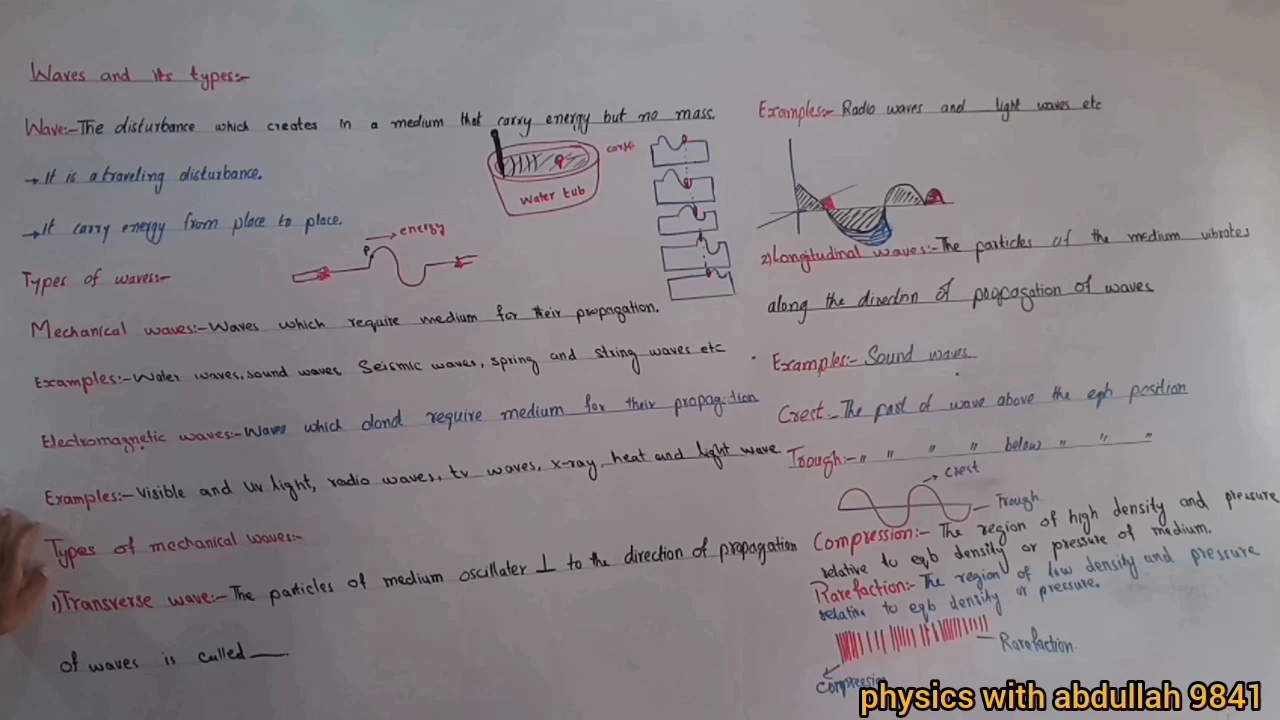 Waves and its types:-
Wave:- The disturbance which creates in a medium that carry energy but no mass.
→ It is a traveling disturbance.
→ It carry energy from place to place.
water tub
cork
P
energy
Types of waves:-
Mechanical waves:- Waves which require medium for their propagation.
Examples:- Water waves, sound waves, Seismic waves, spring and string waves etc
Electromagnetic waves:- Waves which dond require medium for their propagation
Examples:- Visible and uv light, radio waves, tv waves, x-ray, heat and light wave
Types of mechanical waves:-
1) Transverse wave:- The particles of medium oscillater ⊥ to the direction of propagation
of waves is called ___.
Examples:- Radio waves and light waves etc
2) Longitudinal waves:- The particles of the medium vibrates
along the direction of propagation of waves
Examples:- Sound waves
Crest:- The part of wave above the eqb position
Trough:- " " " " below " " "
Crest
Trough
Compression:- The region of high density and pressure
relative to eqb density or pressure of medium.
Rarefaction:- The region of low density and pressure
relative to eqb density or pressure.
Rarefaction.
Compression
physics with abdullah 9841